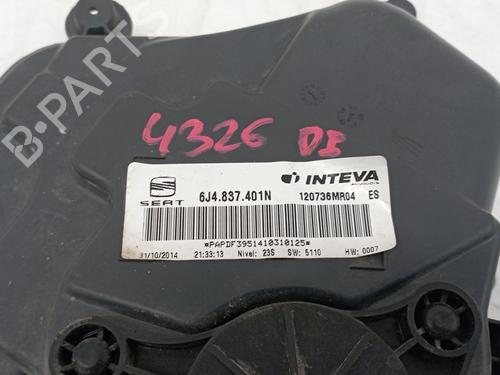 B-PARTS
4326 DI
SEAT
6J4.837.401N
INTEVA
PRODUCTS
120736MR04 ES
*PAPDF3951410310125*
31/10/2014 21:33:13 Nivel: 23S SW: 5110 HW: 0007